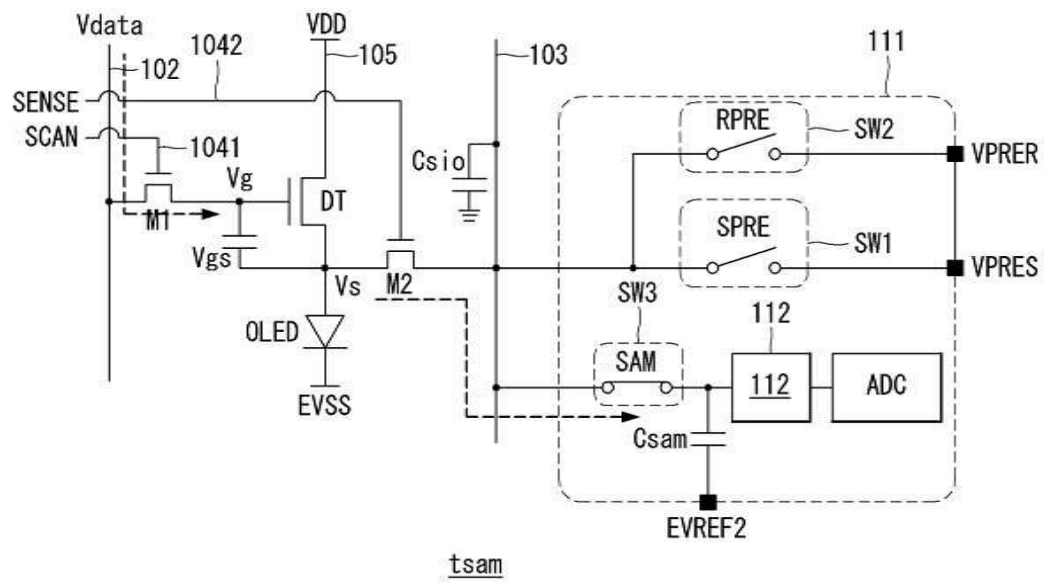 Vdata
VDD
1042
102
105
103
111
SENSE
SCAN
1041
RPRE
SW2
VPRER
Csio
Vg
DT
M1
SPRE
SW1
Vgs
Vs
M2
VPRES
SW3
OLED
112
SAM
112
ADC
EVSS
Csam
EVREF2
tsam